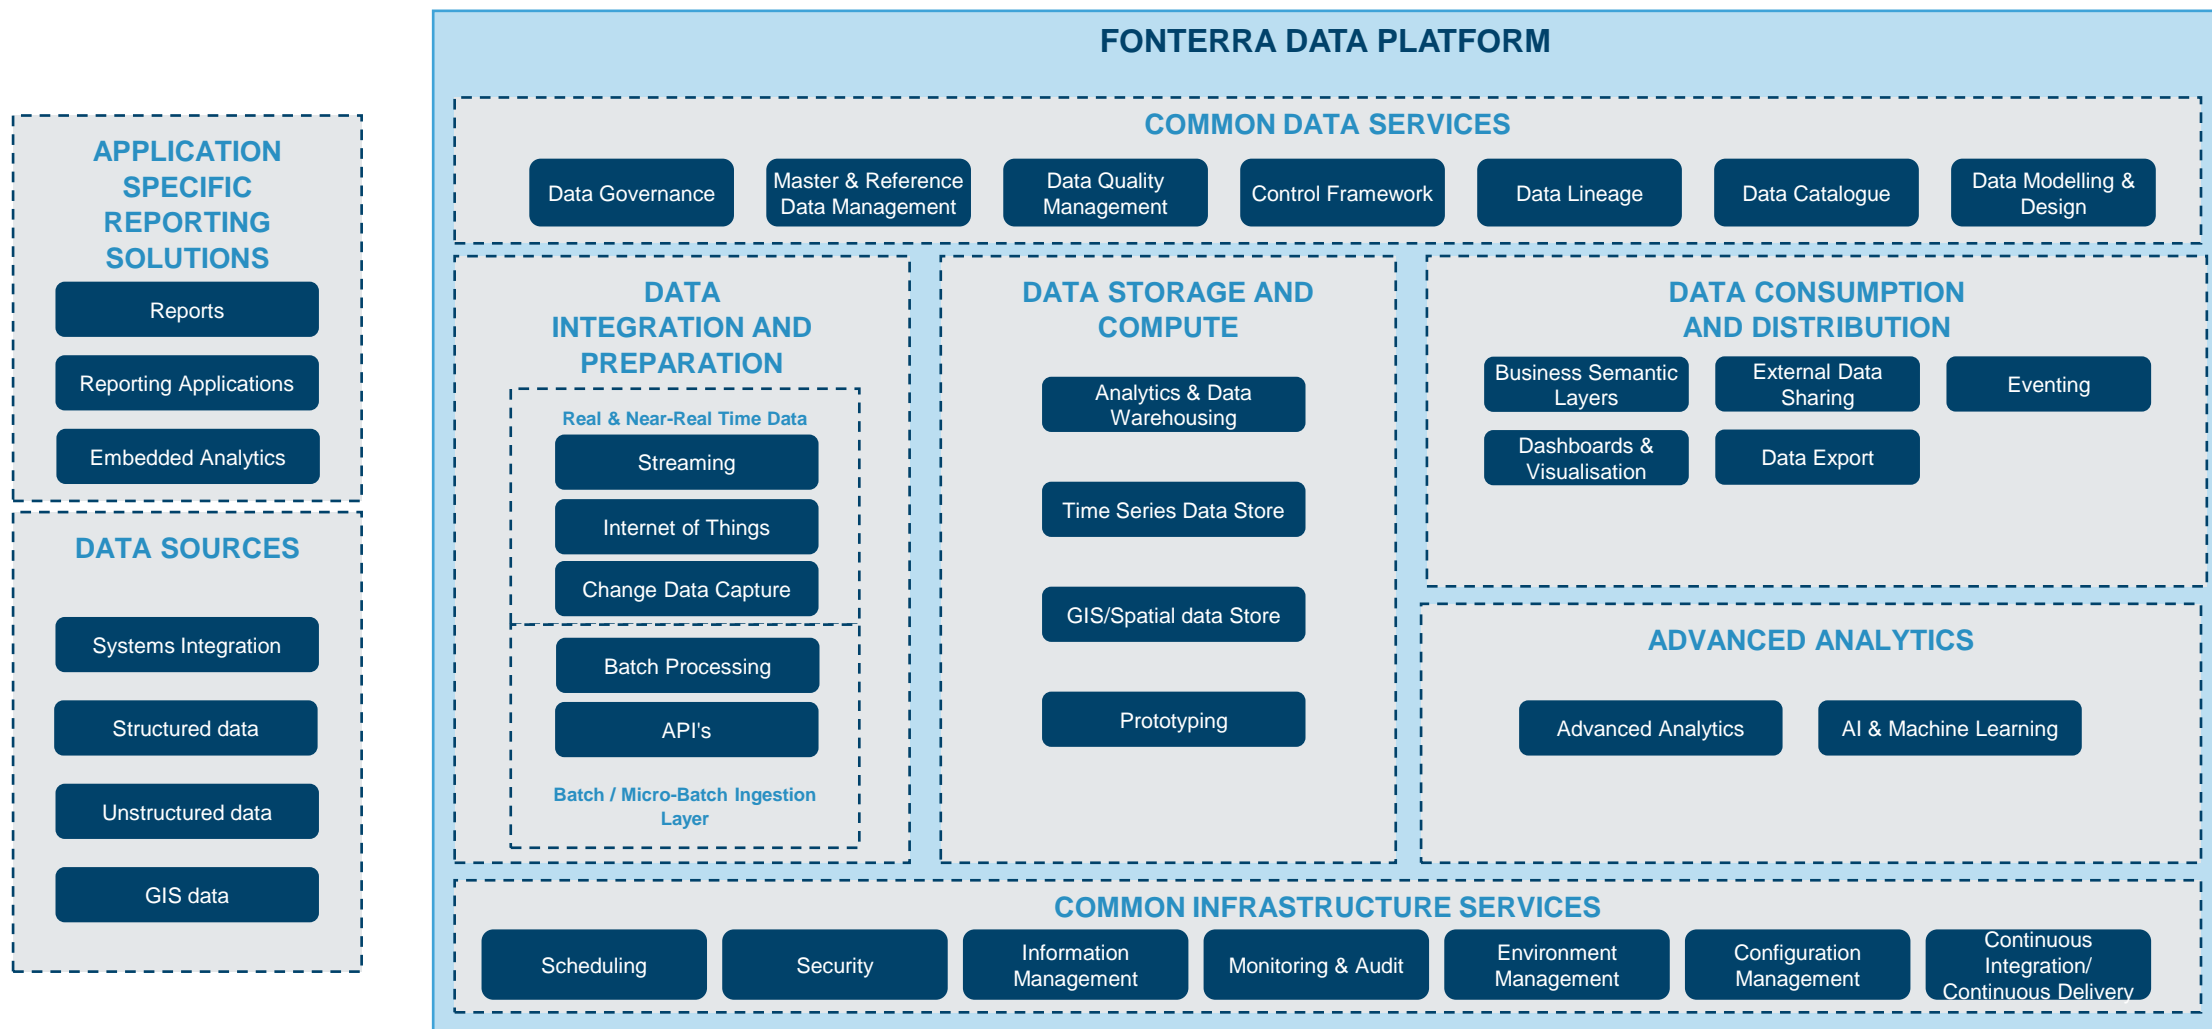 FONTERRA DATA PLATFORM
APPLICATION
SPECIFIC
REPORTING
SOLUTIONS
Reports
Reporting Applications
Embedded Analytics
DATA SOURCES
Systems Integration
Structured data
Unstructured data
GIS data
COMMON DATA SERVICES
Data Governance
Master & Reference
Data Management
Data Quality
Management
Control Framework
Data Lineage
Data Catalogue
Data Modelling &
Design
DATA
INTEGRATION AND
PREPARATION
Real & Near-Real Time Data
Streaming
Internet of Things
Change Data Capture
Batch Processing
API's
Batch / Micro-Batch Ingestion
Layer
DATA STORAGE AND
COMPUTE
Analytics & Data
Warehousing
Time Series Data Store
GIS/Spatial data Store
Prototyping
DATA CONSUMPTION
AND DISTRIBUTION
Business Semantic
Layers
External Data
Sharing
Eventing
Dashboards &
Visualisation
Data Export
ADVANCED ANALYTICS
Advanced Analytics
AI & Machine Learning
COMMON INFRASTRUCTURE SERVICES
Scheduling
Security
Information
Management
Monitoring & Audit
Environment
Management
Configuration
Management
Continuous
Integration/
Continuous Delivery